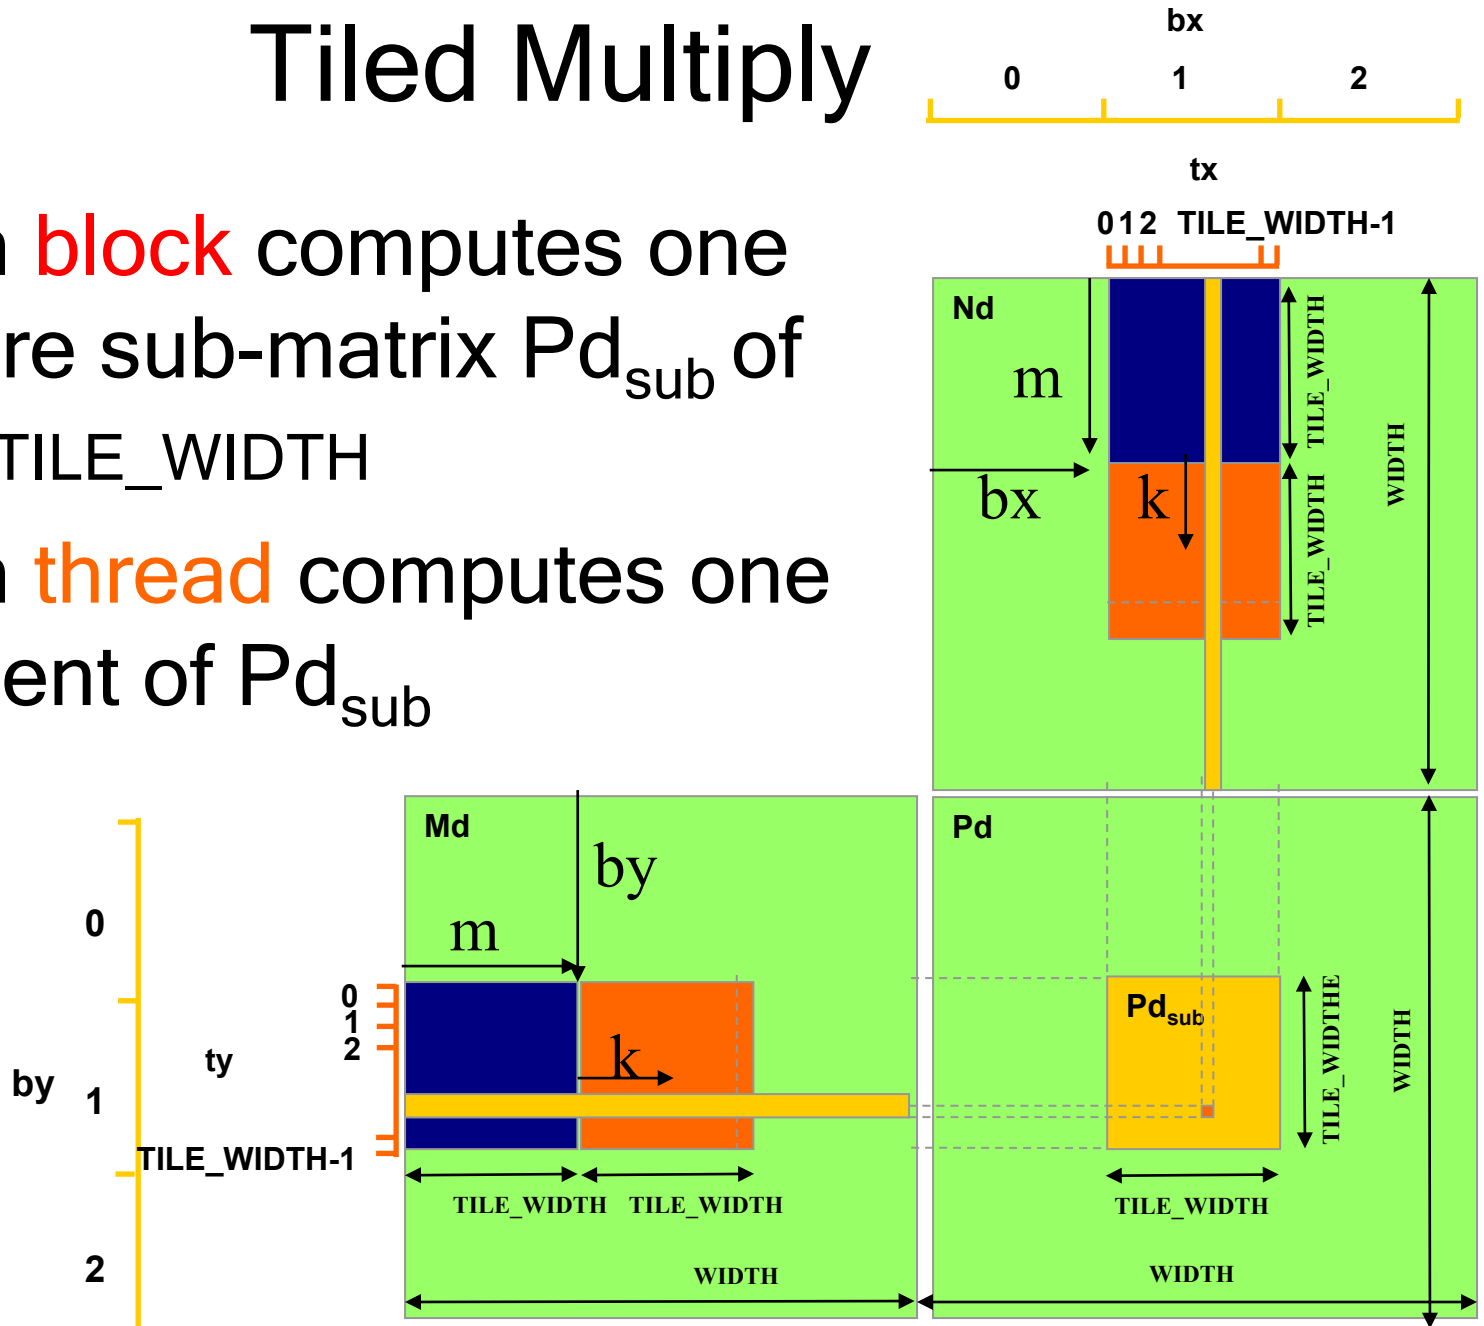 Tiled Multiply
block computes one
re sub-matrix Pdsub of
TILE_WIDTH
thread computes one
ent of Pdsub
bx
0 1 2
tx
0 1 2 TILE_WIDTH-1
Nd
m
bx
k
TILE_WIDTH
TILE_WIDTH
WIDTH
Md
by
m
k
0
1
2
ty
TILE_WIDTH-1
by
0
1
2
TILE_WIDTH TILE_WIDTH
WIDTH
Pd
Pdsub
TILE_WIDTHE
WIDTH
TILE_WIDTH
WIDTH